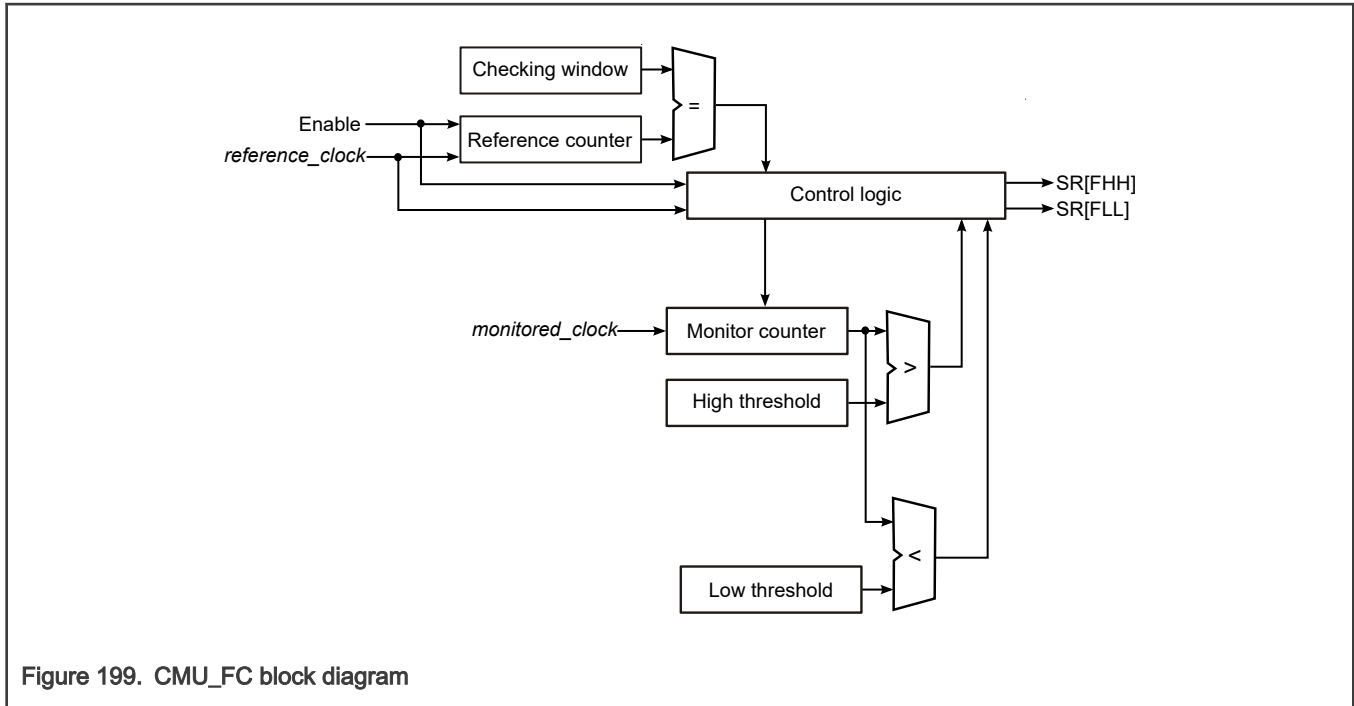 Checking window
=
Enable
Reference counter
reference_clock
Control logic
SR[FHH]
SR[FLL]
monitored_clock
Monitor counter
>
High threshold
<
Low threshold
Figure 199. CMU_FC block diagram